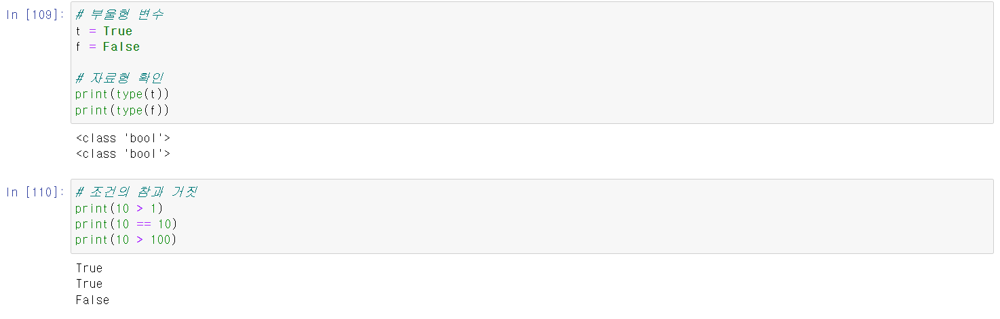 In [109]:
# 부울형 변수
t = True
f = False
# 자료형 확인
print(type(t))
print(type(f))
<class 'bool'>
<class 'bool'>
In [110]:
# 조건의 참과 거짓
print(10 > 1)
print(10 == 10)
print(10 > 100)
True
True
False